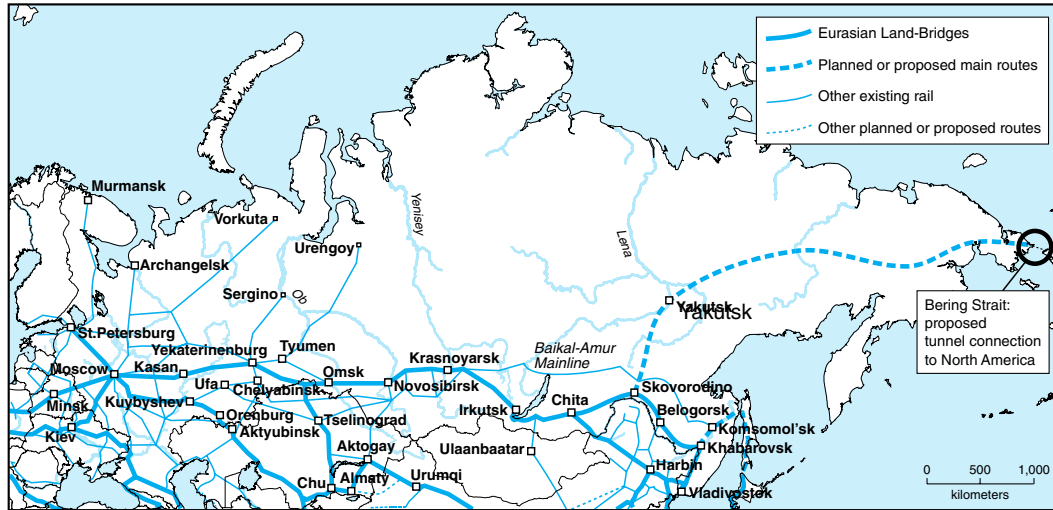 Eurasian Land-Bridges
Planned or proposed main routes
Other existing rail
Other planned or proposed routes
Murmansk
Vorkuta
Yenisey
Lena
Urengoy
Archangelsk
Sergino
Ob
Yakutsk
Yakutsk
Bering Strait:
proposed
tunnel connection
to North America
St.Petersburg
Yekaterinenburg
Tyumen
Baikal-Amur
Mainline
Moscow
Kasan
Krasnoyarsk
Omsk
Ufa
Chelyabinsk
Novosibirsk
Skovorodino
Minsk
Kuybyshev
Irkutsk
Chita
Belogorsk
Orenburg
Tselinograd
Komsomol'sk
Kiev
Aktyubinsk
Aktogay
Ulaanbaatar
Khabarovsk
Harbin
Chu
Almaty
Urumqi
Vladivostok
0 500 1,000
kilometers